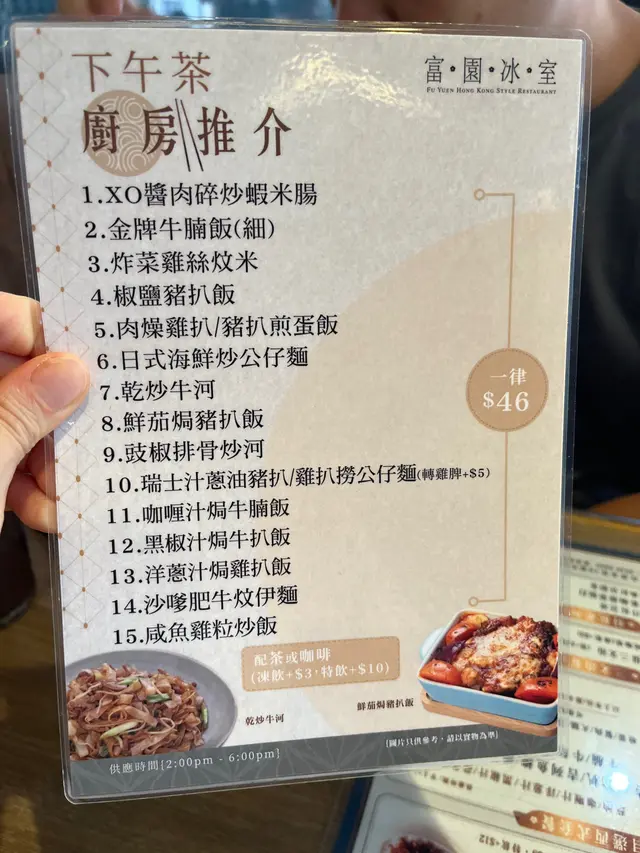 下午茶
廚房推介
富·園·冰·室
FU YUEN HONG KONG STYLE RESTAURANT
1.XO醬肉碎炒蝦米腸
2.金牌牛腩飯(細)
3.炸菜雞絲炆米
4.椒鹽豬扒飯
5.肉燥雞扒/豬扒煎蛋飯
6.日式海鮮炒公仔麵
7.乾炒牛河
8.鮮茄焗豬扒飯
9.豉椒排骨炒河
10.瑞士汁蔥油豬扒/雞扒撈公仔麵(轉雞脾+$5)
11.咖喱汁焗牛腩飯
12.黑椒汁焗牛扒飯
13.洋蔥汁焗雞扒飯
14.沙嗲肥牛炆伊麵
15.咸魚雞粒炒飯
一律
$46
配茶或咖啡
(凍飲+$3,特飲+$10)
乾炒牛河
鮮茄焗豬扒飯
供應時間{2:00pm - 6:00pm}
(圖片只供參考，請以實物為準)